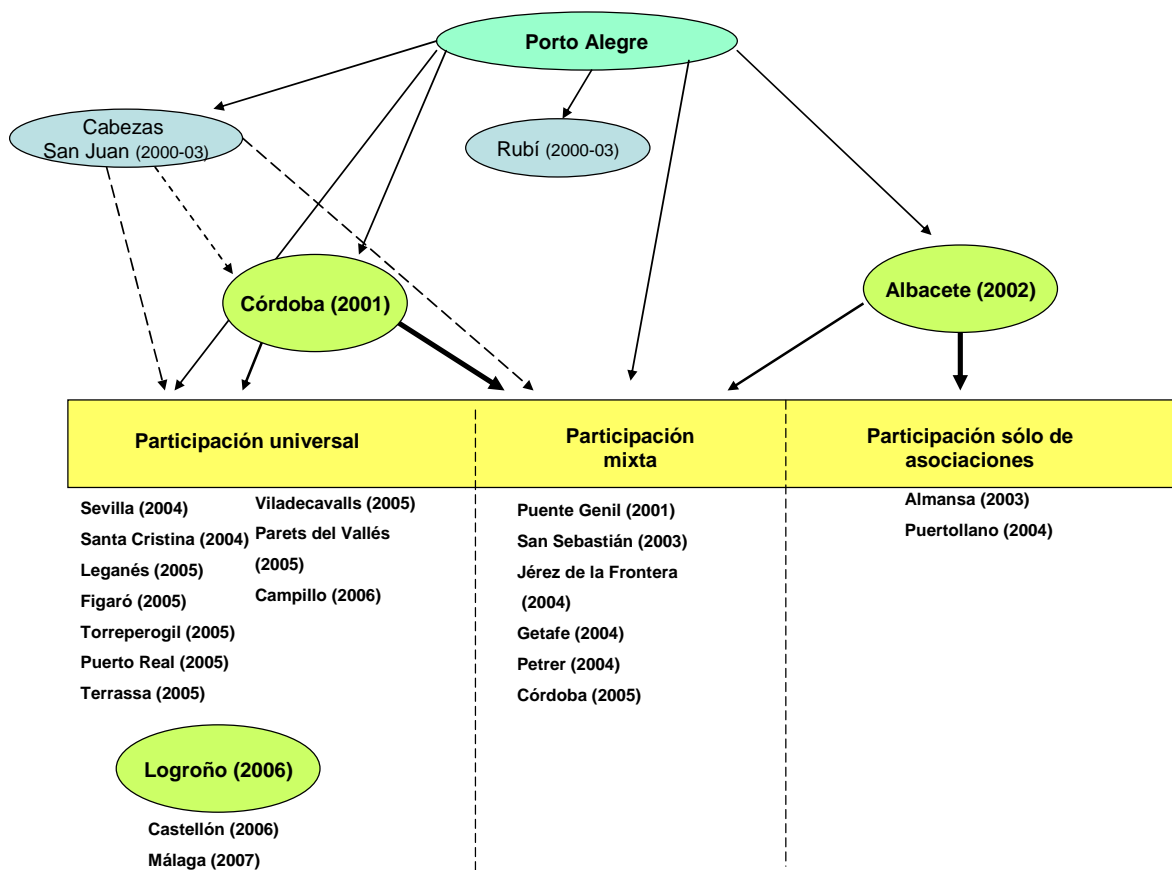 Porto Alegre
Cabezas
San Juan (2000-03)
Rubí (2000-03)
Córdoba (2001)
Albacete (2002)
Participación universal
Participación
mixta
Participación sólo de
asociaciones
Sevilla (2004)
Santa Cristina (2004)
Leganés (2005)
Figaró (2005)
Torreperogil (2005)
Puerto Real (2005)
Terrassa (2005)
Viladecavalls (2005)
Parets del Vallés
(2005)
Campillo (2006)
Puente Genil (2001)
San Sebastián (2003)
Jérez de la Frontera
(2004)
Getafe (2004)
Petrer (2004)
Córdoba (2005)
Almansa (2003)
Puertollano (2004)
Logroño (2006)
Castellón (2006)
Málaga (2007)